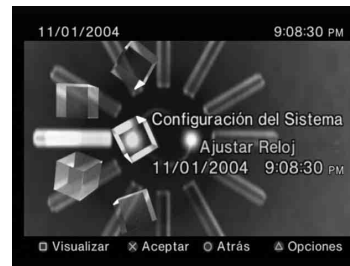 11/01/2004 9:08:30 PM
Configuración del Sistema
Ajustar Reloj
11/01/2004 9:08:30 PM
Visualizar Aceptar Atrás Opciones